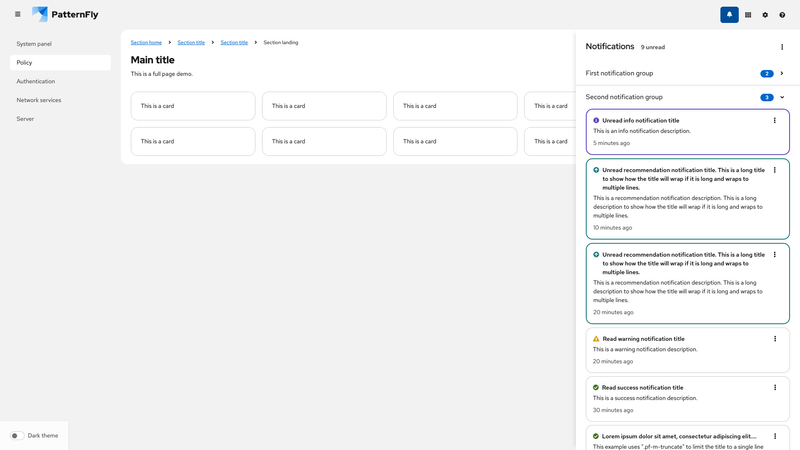 PatternFly
System panel
Policy
Authentication
Network services
Server
Section home
Section title
Section title
Section landing
Main title
This is a full page demo.
This is a card
This is a card
This is a card
This is a card
This is a card
This is a card
This is a card
This is a card
Notifications 9 unread
First notification group 2
Second notification group 3
Unread info notification title
This is an info notification description.
5 minutes ago
Unread recommendation notification title. This is a long title
to show how the title will wrap if it is long and wraps to
multiple lines.
This is a recommendation notification description. This is a long
description to show how the title will wrap if it is long and wraps to
multiple lines.
10 minutes ago
Unread recommendation notification title. This is a long title
to show how the title will wrap if it is long and wraps to
multiple lines.
This is a recommendation notification description. This is a long
description to show how the title will wrap if it is long and wraps to
multiple lines.
20 minutes ago
Read warning notification title
This is a warning notification description.
20 minutes ago
Read success notification title
This is a success notification description.
30 minutes ago
Lorem ipsum dolor sit amet, consectetur adipiscing elit...
This example uses ".pf-m-truncate" to limit the title to a single line
Dark theme